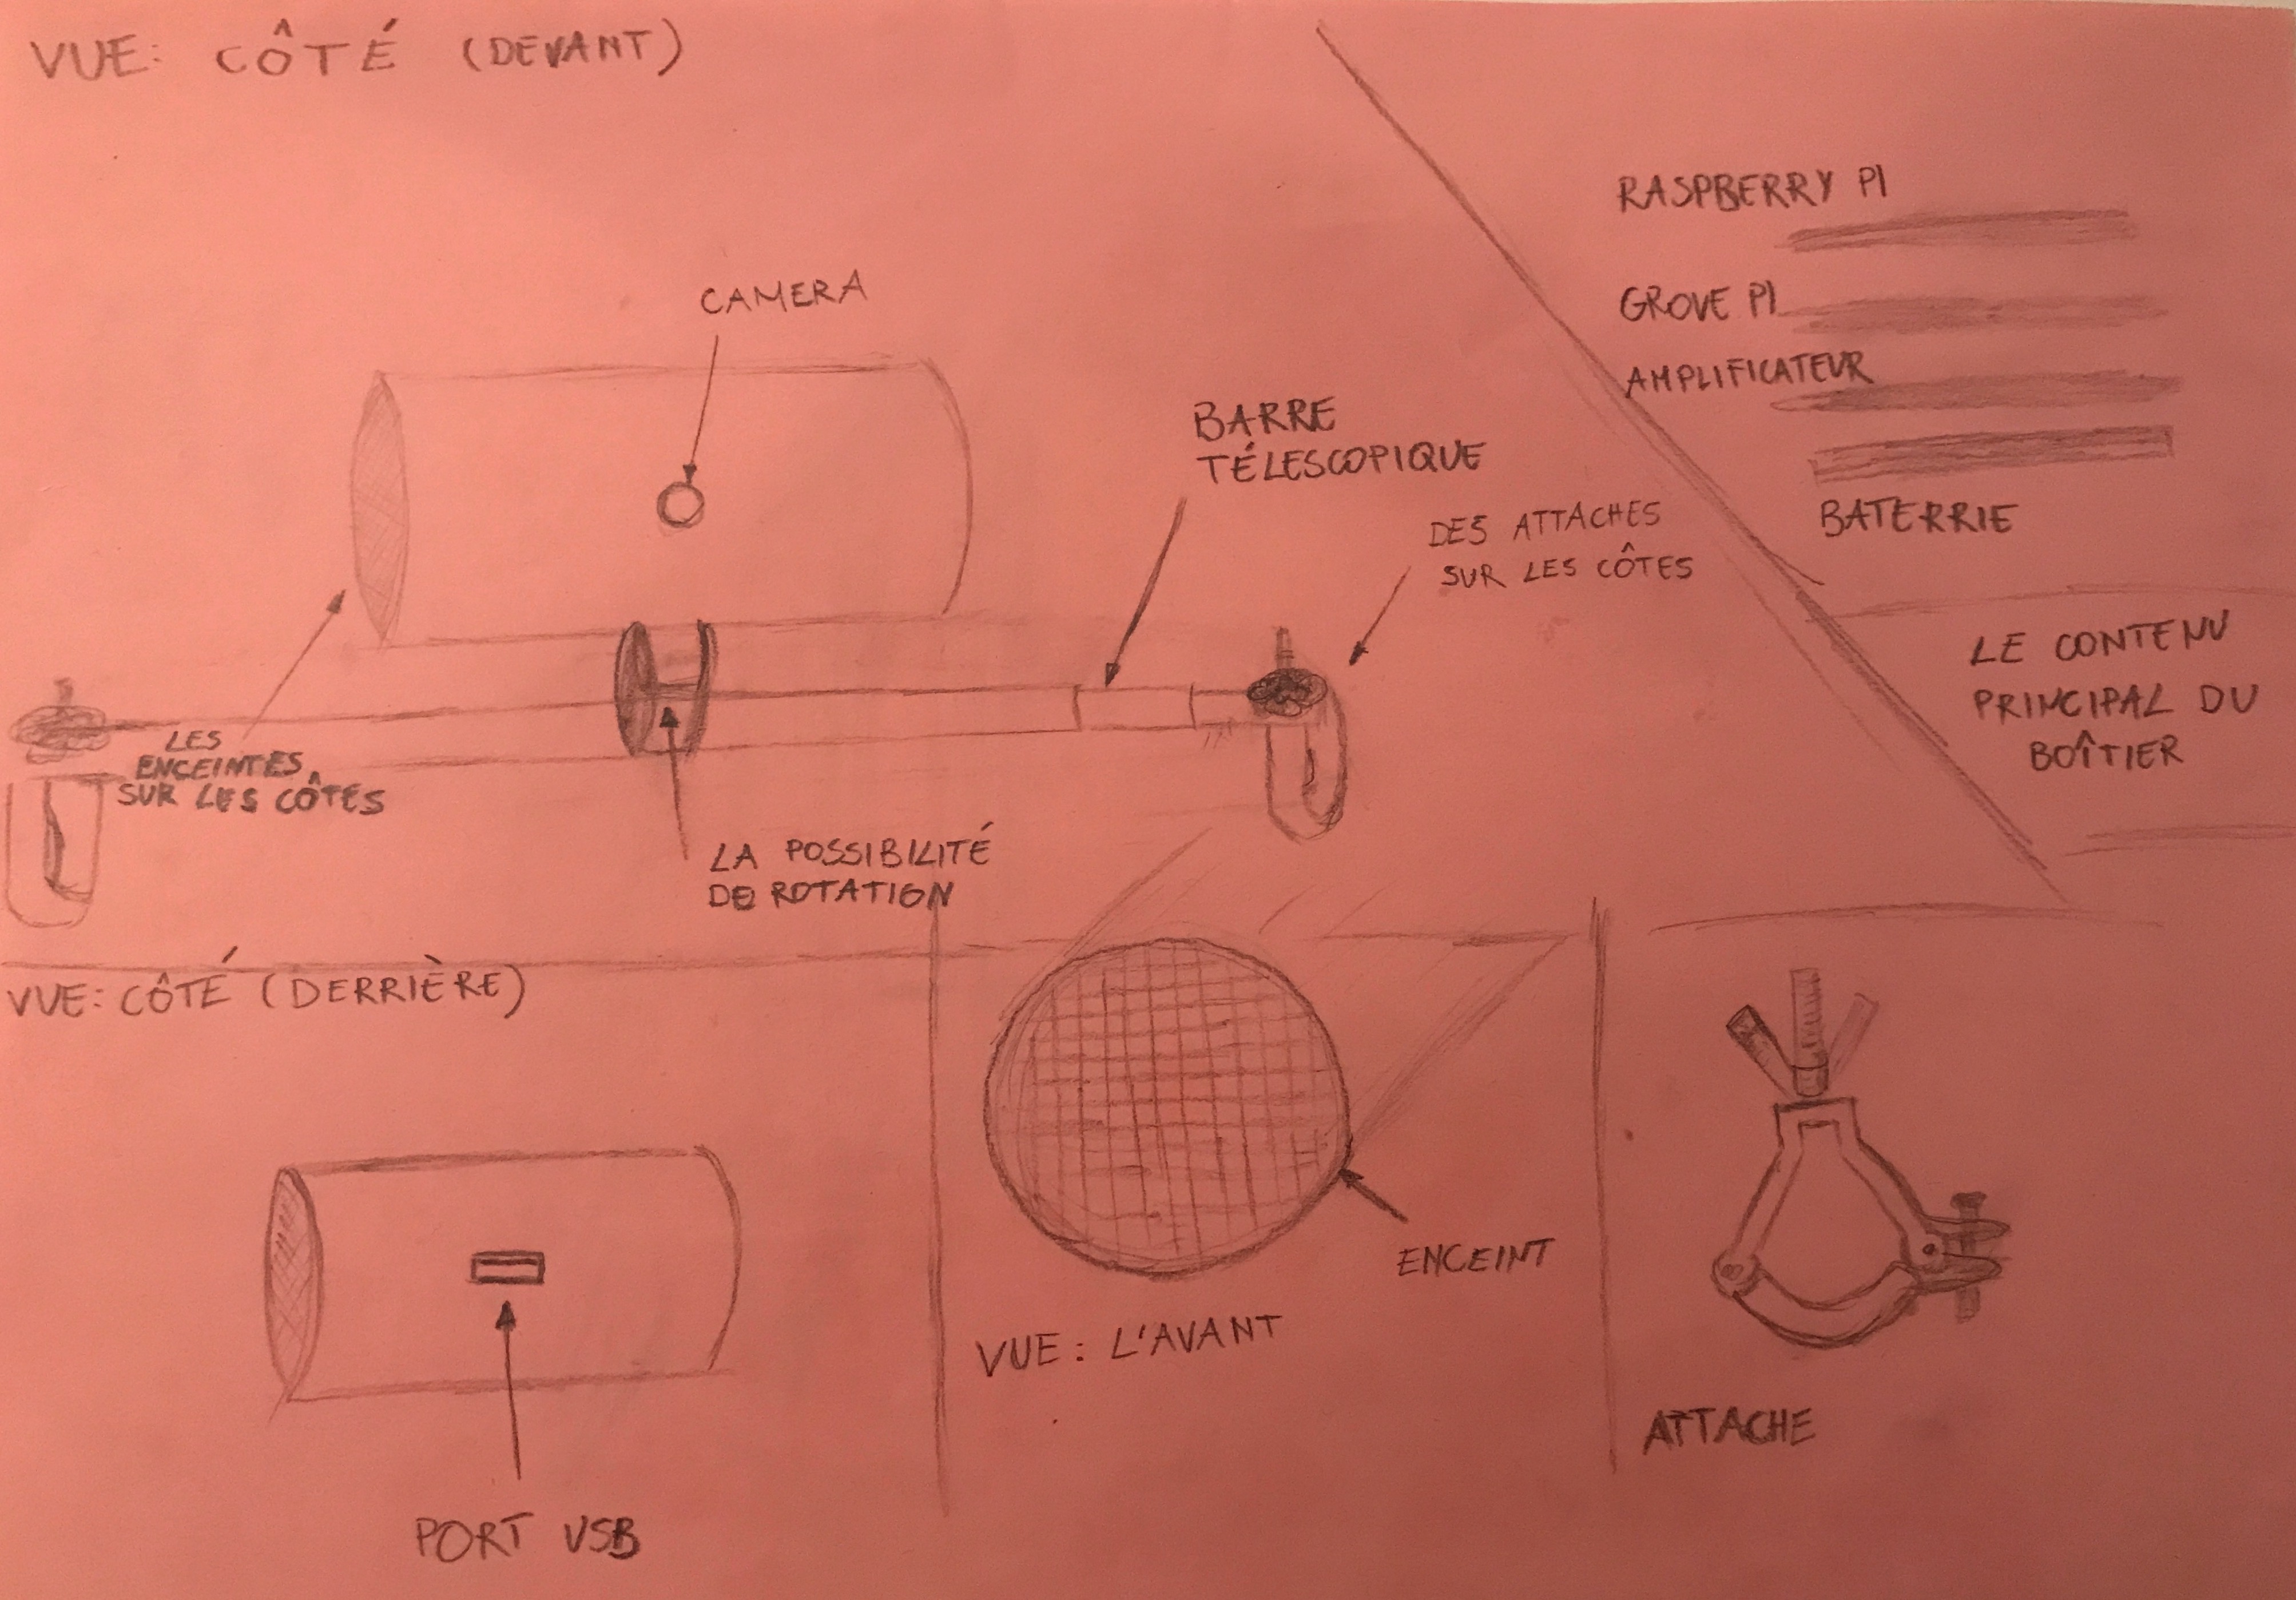 VUE: CÔTÉ (DEVANT)
CAMERA
BARRE
TÉLESCOPIQUE
DES ATTACHES
SUR LES CÔTES
LES
ENCEINTES
SUR LES CÔTES
LA POSSIBILITÉ
DE ROTATION
RASPBERRY PI
GROVE PI
AMPLIFICATEUR
BATERRIE
LE CONTENU
PRINCIPAL DU
BOÎTIER
VUE: CÔTÉ (DERRIÈRE)
PORT USB
ENCEINT
VUE: L'AVANT
ATTACHE